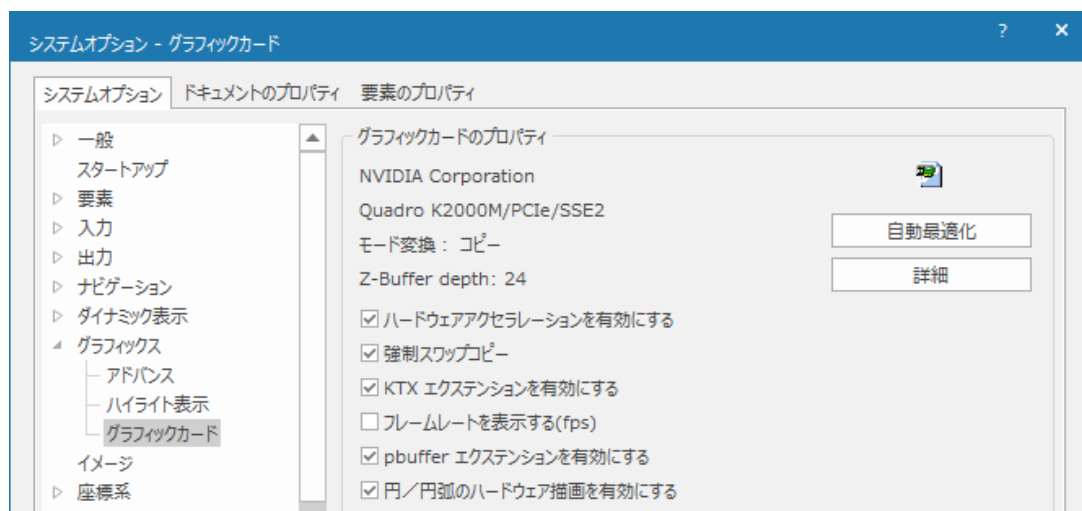 システムオプション - グラフィックカード
?
×
システムオプション ドキュメントのプロパティ 要素のプロパティ
一般
スタートアップ
要素
入力
出力
ナビゲーション
ダイナミック表示
グラフィックス
アドバンス
ハイライト表示
グラフィックカード
イメージ
座標系
グラフィックカードのプロパティ
NVIDIA Corporation
Quadro K2000M/PCIe/SSE2
モード変換 : コピー
Z-Buffer depth: 24
自動最適化
詳細
ハードウェアアクセラレーションを有効にする
強制スワップコピー
KTX エクステンションを有効にする
フレームレートを表示する(fps)
pbuffer エクステンションを有効にする
円/円弧のハードウェア描画を有効にする